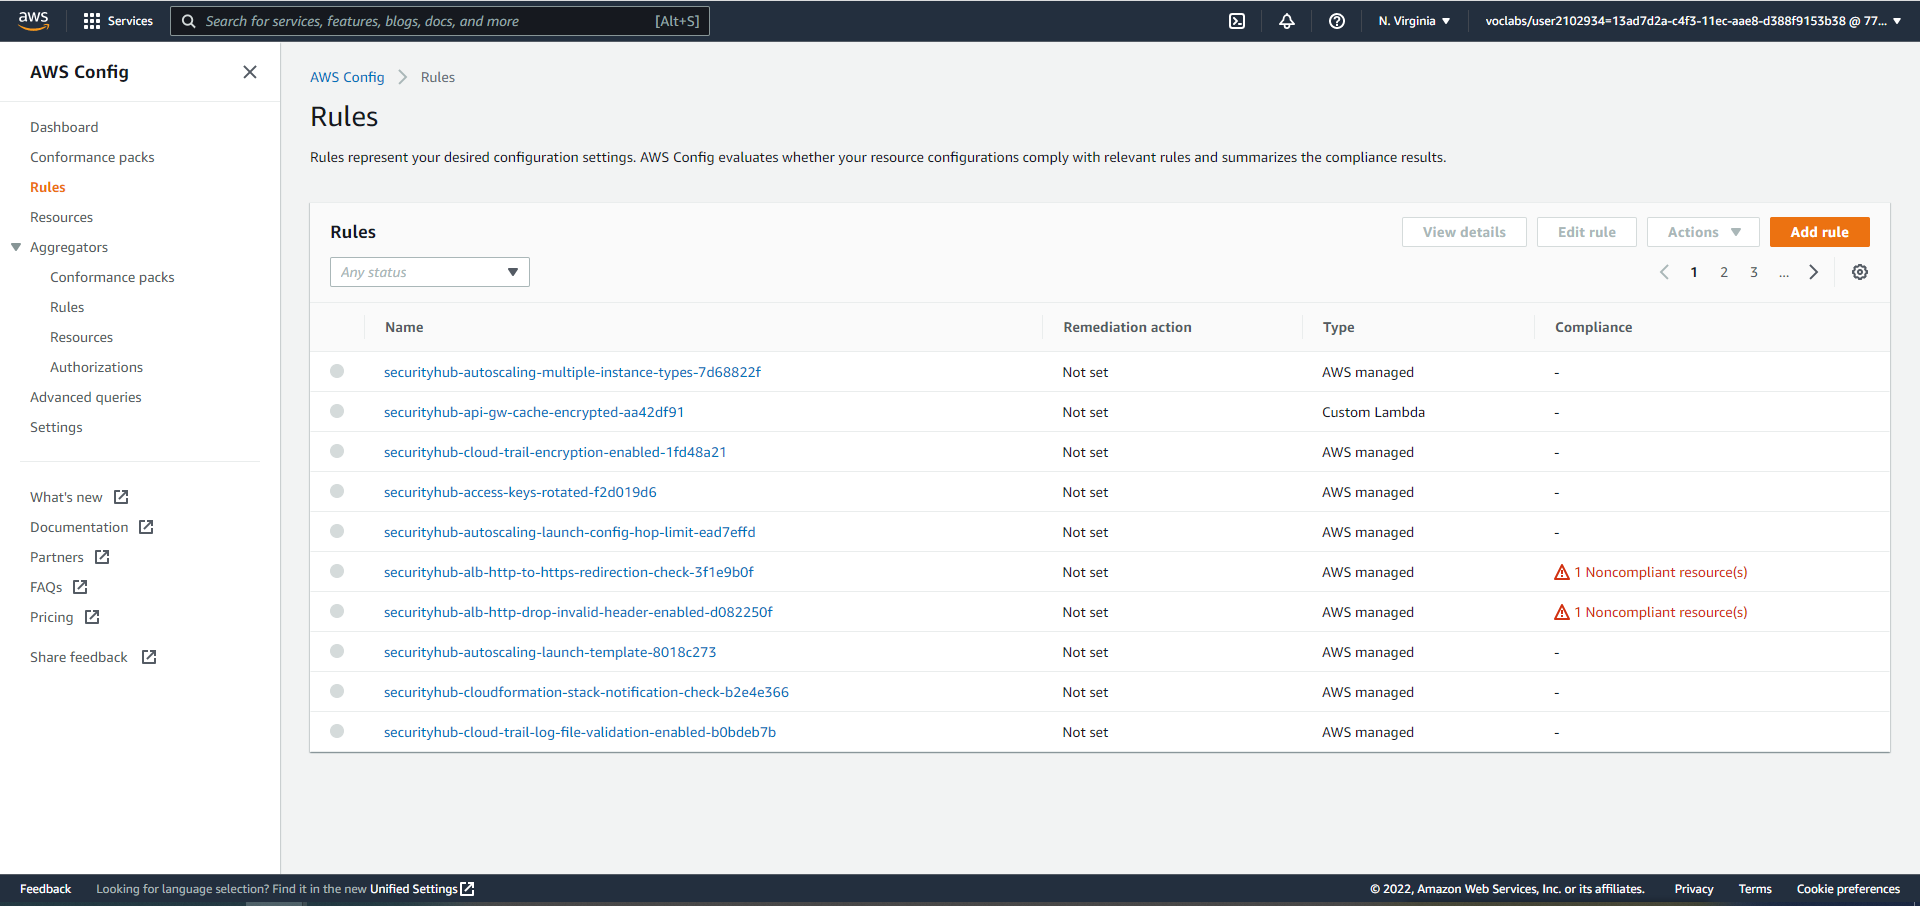 aws
Services
Search for services, features, blogs, docs, and more
[Alt+S]
N. Virginia
voclabs/user2102934=13ad7d2a-c4f3-11ec-aae8-d388f9153b38 @ 77...
AWS Config
Dashboard
Conformance packs
Rules
Resources
Aggregators
Conformance packs
Rules
Resources
Authorizations
Advanced queries
Settings
What's new
Documentation
Partners
FAQs
Pricing
Share feedback
AWS Config
Rules
Rules
Rules represent your desired configuration settings. AWS Config evaluates whether your resource configurations comply with relevant rules and summarizes the compliance results.
Rules
View details
Edit rule
Actions
Add rule
Any status
1 2 3 ...
Name Remediation action Type Compliance
securityhub-autoscaling-multiple-instance-types-7d68822f Not set AWS managed -
securityhub-api-gw-cache-encrypted-aa42df91 Not set Custom Lambda -
securityhub-cloud-trail-encryption-enabled-1fd48a21 Not set AWS managed -
securityhub-access-keys-rotated-f2d019d6 Not set AWS managed -
securityhub-autoscaling-launch-config-hop-limit-ead7effd Not set AWS managed -
securityhub-alb-http-to-https-redirection-check-3f1e9b0f Not set AWS managed 1 Noncompliant resource(s)
securityhub-alb-http-drop-invalid-header-enabled-d082250f Not set AWS managed 1 Noncompliant resource(s)
securityhub-autoscaling-launch-template-8018c273 Not set AWS managed -
securityhub-cloudformation-stack-notification-check-b2e4e366 Not set AWS managed -
securityhub-cloud-trail-log-file-validation-enabled-b0bdeb7b Not set AWS managed -
Feedback
Looking for language selection? Find it in the new Unified Settings
© 2022, Amazon Web Services, Inc. or its affiliates.
Privacy
Terms
Cookie preferences